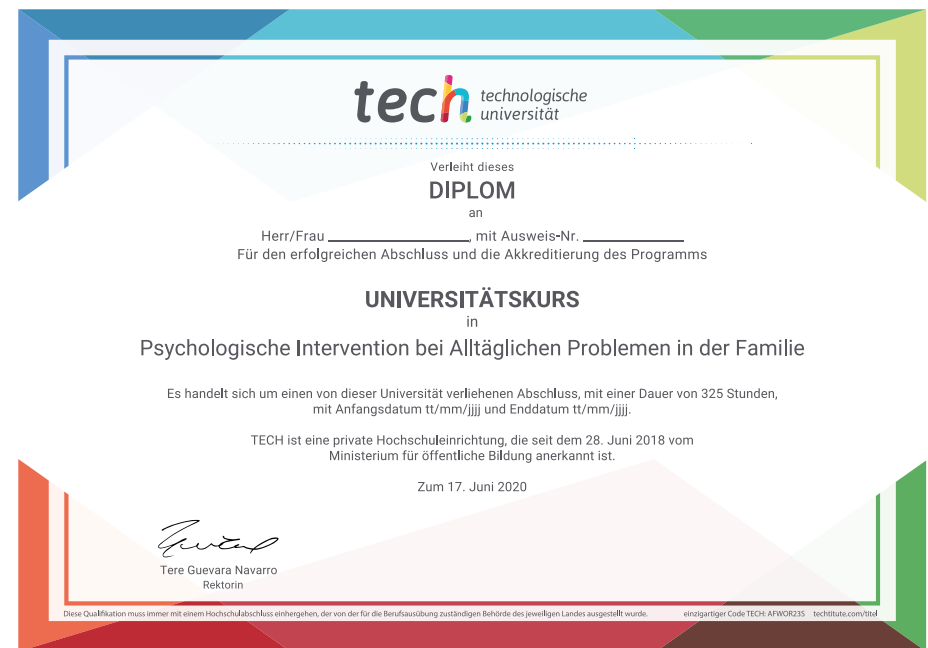 tech technologische
universität
Verleiht dieses
DIPLOM
an
Herr/Frau ____________________, mit Ausweis-Nr. ______________
Für den erfolgreichen Abschluss und die Akkreditierung des Programms
UNIVERSITÄTSKURS
in
Psychologische Intervention bei Alltäglichen Problemen in der Familie
Es handelt sich um einen von dieser Universität verliehenen Abschluss, mit einer Dauer von 325 Stunden,
mit Anfangsdatum tt/mm/jjjj und Enddatum tt/mm/jjjj.
TECH ist eine private Hochschuleinrichtung, die seit dem 28. Juni 2018 vom
Ministerium für öffentliche Bildung anerkannt ist.
Zum 17. Juni 2020
Tere Guevara Navarro
Rektorin
Diese Qualifikation muss immer mit einem Hochschulabschluss einhergehen, der von der für die Berufsausübung zuständigen Behörde des jeweiligen Landes ausgestellt wurde. einzigartiger Code TECH: AFWOR23S techtitute.com/titel